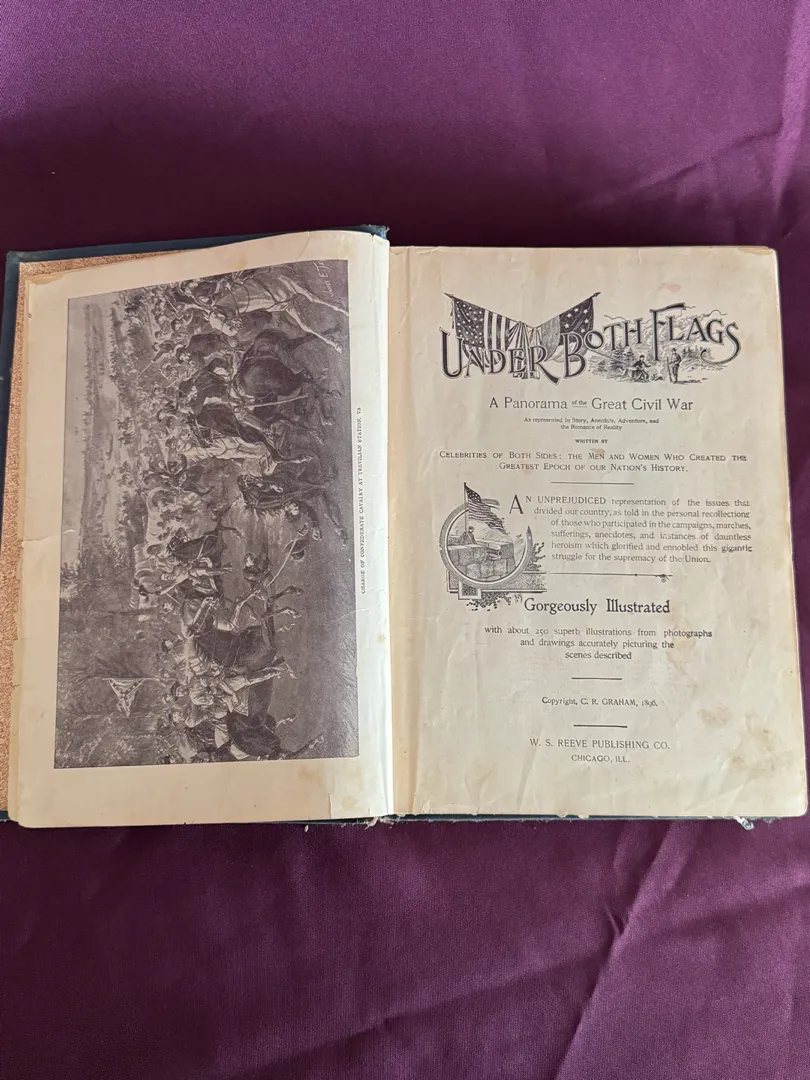 CHARGE OF CONFEDERATE CAVALRY AT TREVILIAN STATION, VA
UNDER BOTH FLAGS
A Panorama of the Great Civil War
As represented in Story, Anecdote, Adventure, and
the Romance of Reality
WRITTEN BY
CELEBRITIES OF BOTH SIDES; THE MEN AND WOMEN WHO CREATED THE
GREATEST EPOCH OF OUR NATION'S HISTORY.
AN UNPREJUDICED representation of the issues that
divided our country, as told in the personal recollections
of those who participated in the campaigns, marches,
sufferings, anecdotes, and instances of dauntless
heroism which glorified and ennobled this gigantic
struggle for the supremacy of the Union.
Gorgeously Illustrated
with about 250 superb illustrations from photographs
and drawings accurately picturing the
scenes described
Copyright, C. R. GRAHAM, 1896.
W. S. REEVE PUBLISHING CO.
CHICAGO, ILL.